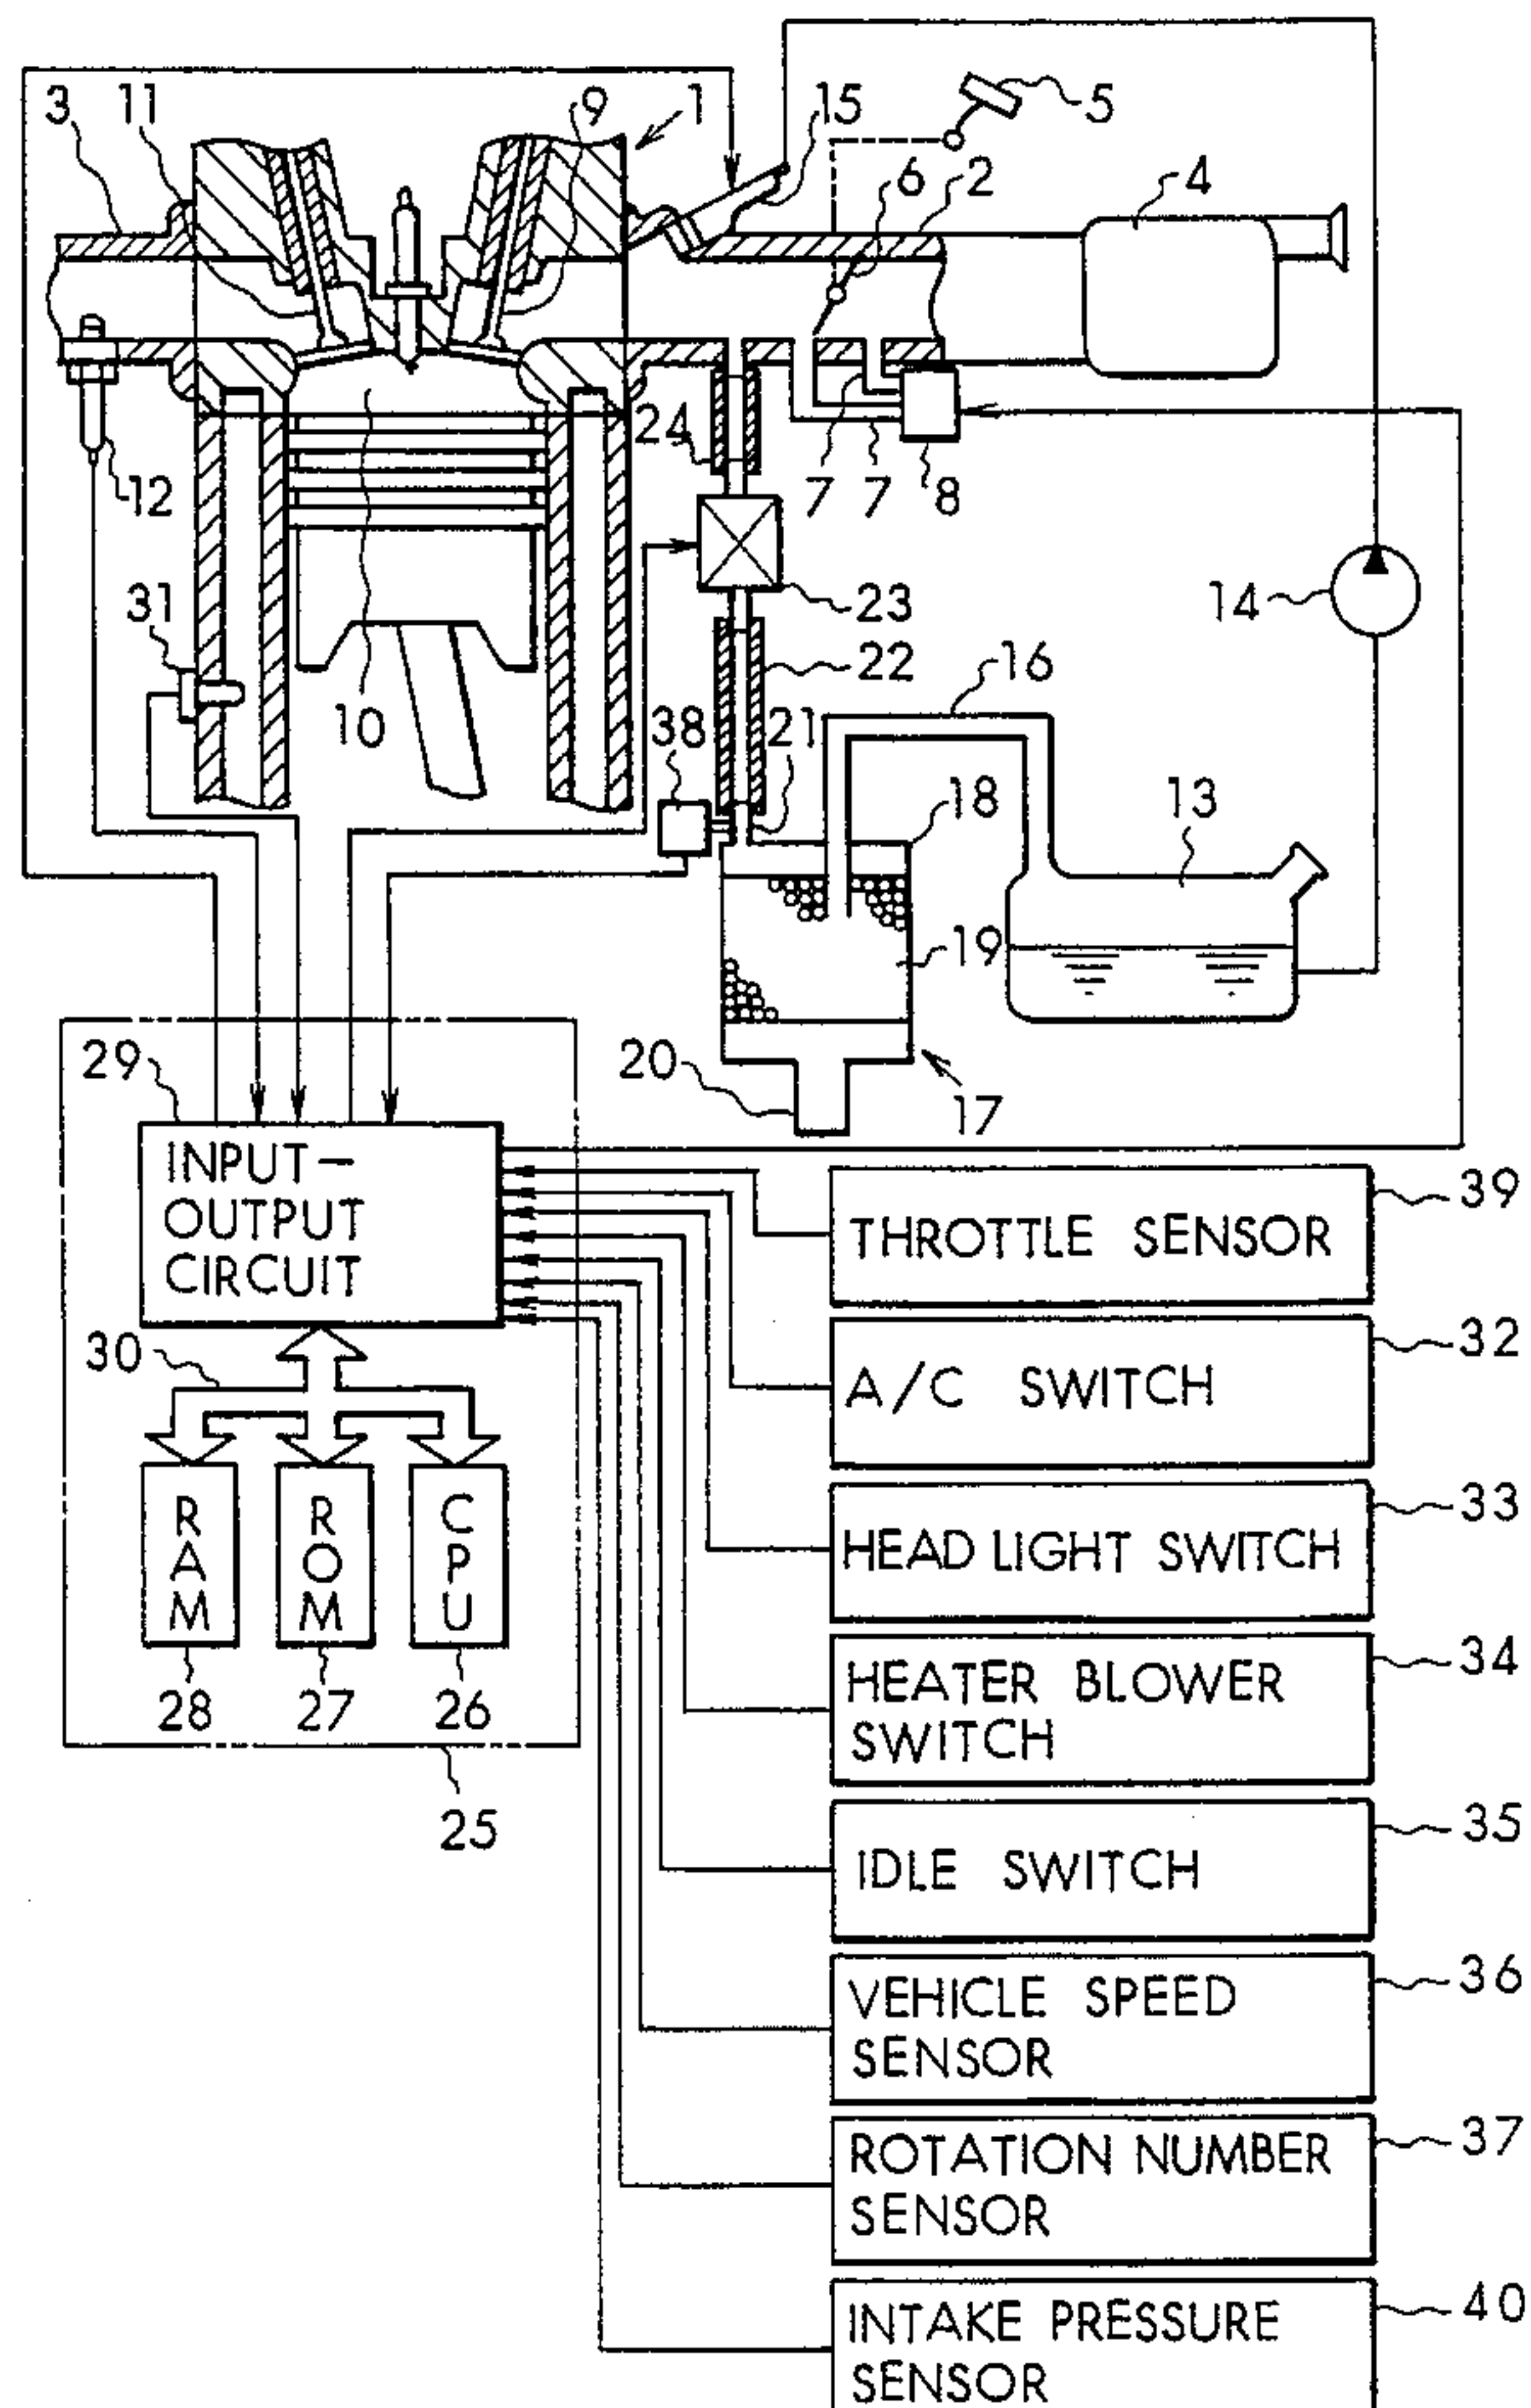 5
3
11
9
1
15
6
2
4
24
12
7
7
8
31
23
14
22
16
10
38
21
18
13
19
29
20
17
INPUT-
OUTPUT
CIRCUIT
THROTTLE SENSOR
39
30
A/C SWITCH
32
RAM
ROM
CPU
HEAD LIGHT SWITCH
33
28
27
26
HEATER BLOWER
SWITCH
34
25
IDLE SWITCH
35
VEHICLE SPEED
SENSOR
36
ROTATION NUMBER
SENSOR
37
INTAKE PRESSURE
SENSOR
40